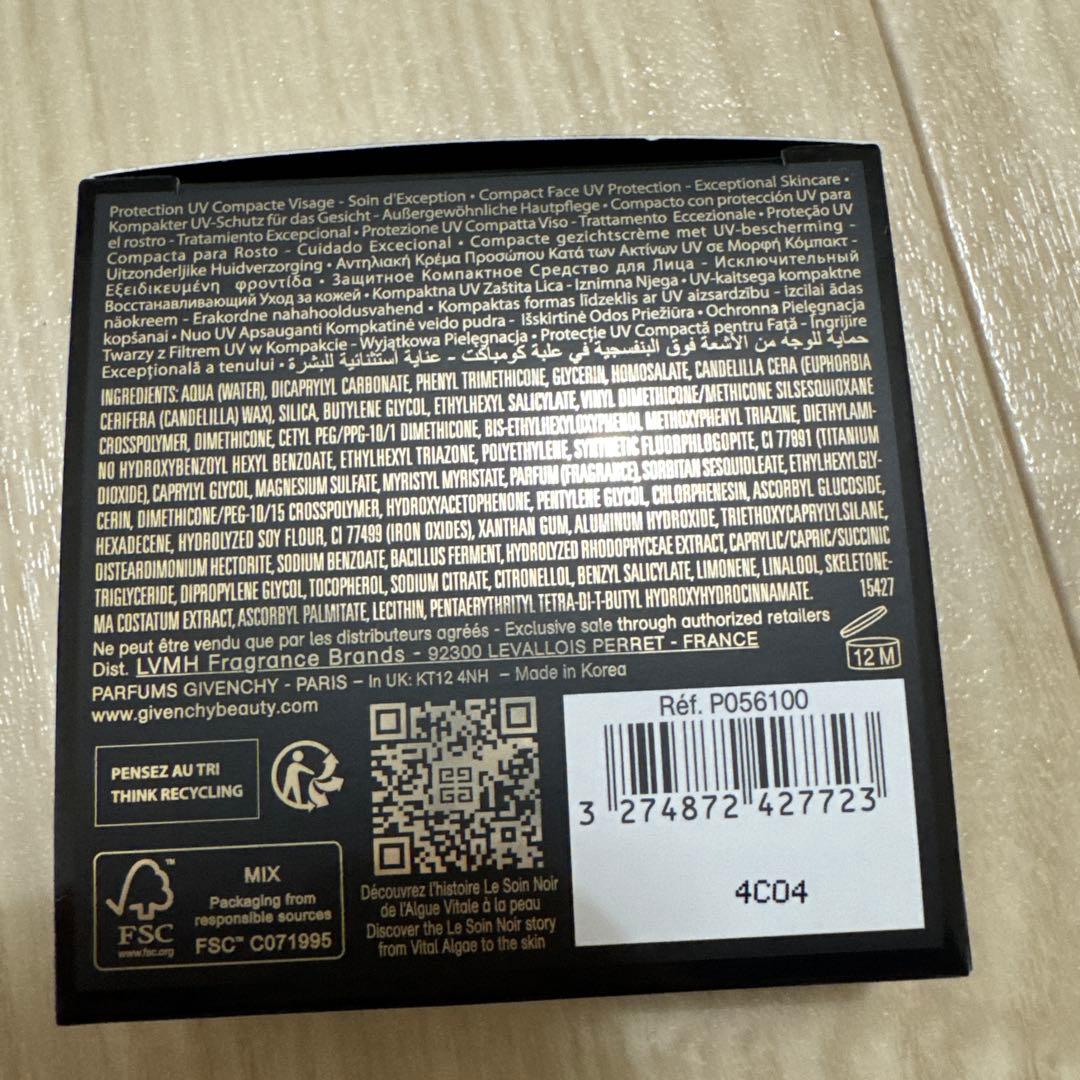 Protection UV Compacte Visage - Soin d'Exception • Compact Face UV Protection - Exceptional Skincare •
Kompakter UV-Schutz für das Gesicht - Außergewöhnliche Hautpflege • Compacto con protección UV para
el rostro - Tratamiento Excepcional • Protezione UV Compatta Viso - Trattamento Eccezionale • Proteção UV
Compacta para Rosto - Cuidado Excecional • Compacte gezichtscrème met UV-bescherming -
Uitzonderlijke Huidverzorging • Αντηλιακή Κρέμα Προσώπου Κατά των Ακτίνων UV σε Μορφή Κόμπακτ -
Εξειδικευμένη φροντίδα • Защитное Компактное Средство для Лица - Исключительный
Восстанавливающий Уход за кожей • Kompaktna UV Zaštita Lica - Iznimna Njega • UV-kaitsega kompaktne
näokreem - Erakordne nahahooldusvahend • Kompaktas formas līdzeklis ar UV aizsardzību - izcilai ādas
kopšanai • Nuo UV Apsauganti Kompkatinė veido pudra - Išskirtinė Odos Priežiūra • Ochronna Pielęgnacja
Twarzy z Filtrem UV w Kompakcie - Wyjątkowa Pielęgnacja • Protecție UV Compactă pentru Față - Îngrijire
Excepțională a tenului • حماية للوجه من الأشعة فوق البنفسجية في علبة كومباكت - عناية استثنائية للبشرة •
INGREDIENTS: AQUA (WATER), DICAPRYLYL CARBONATE, PHENYL TRIMETHICONE, GLYCERIN, HOMOSALATE, CANDELILLA CERA (EUPHORBIA
CERIFERA (CANDELILLA) WAX), SILICA, BUTYLENE GLYCOL, ETHYLHEXYL SALICYLATE, VINYL DIMETHICONE/METHICONE SILSESQUIOXANE
CROSSPOLYMER, DIMETHICONE, CETYL PEG/PPG-10/1 DIMETHICONE, BIS-ETHYLHEXYLOXYPHENOL METHOXYPHENYL TRIAZINE, DIETHYLAMI-
NO HYDROXYBENZOYL HEXYL BENZOATE, ETHYLHEXYL TRIAZONE, POLYETHYLENE, SYNTHETIC FLUORPHLOGOPITE, CI 77891 (TITANIUM
DIOXIDE), CAPRYLYL GLYCOL, MAGNESIUM SULFATE, MYRISTYL MYRISTATE, PARFUM (FRAGRANCE), SORBITAN SESQUIOLEATE, ETHYLHEXYLGLY-
CERIN, DIMETHICONE/PEG-10/15 CROSSPOLYMER, HYDROXYACETOPHENONE, PENTYLENE GLYCOL, CHLORPHENESIN, ASCORBYL GLUCOSIDE,
HEXADECENE, HYDROLYZED SOY FLOUR, CI 77499 (IRON OXIDES), XANTHAN GUM, ALUMINUM HYDROXIDE, TRIETHOXYCAPRYLYLSILANE,
DISTEARDIMONIUM HECTORITE, SODIUM BENZOATE, BACILLUS FERMENT, HYDROLYZED RHODOPHYCEAE EXTRACT, CAPRYLIC/CAPRIC/SUCCINIC
TRIGLYCERIDE, DIPROPYLENE GLYCOL, TOCOPHEROL, SODIUM CITRATE, CITRONELLOL, BENZYL SALICYLATE, LIMONENE, LINALOOL, SKELETONE-
MA COSTATUM EXTRACT, ASCORBYL PALMITATE, LECITHIN, PENTAERYTHRITYL TETRA-DI-T-BUTYL HYDROXYHYDROCINNAMATE. 15427
Ne peut être vendu que par les distributeurs agréés - Exclusive sale through authorized retailers
Dist. LVMH Fragrance Brands - 92300 LEVALLOIS PERRET - FRANCE
12 M
PARFUMS GIVENCHY - PARIS – In UK: KT12 4NH – Made in Korea
www.givenchybeauty.com
Réf. P056100
3 274872 427723
4C04
PENSEZ AU TRI
THINK RECYCLING
FSC™
www.fsc.org
MIX
Packaging from
responsible sources
FSC™ C071995
Découvrez l'histoire Le Soin Noir
de l'Algue Vitale à la peau
Discover the Le Soin Noir story
from Vital Algae to the skin